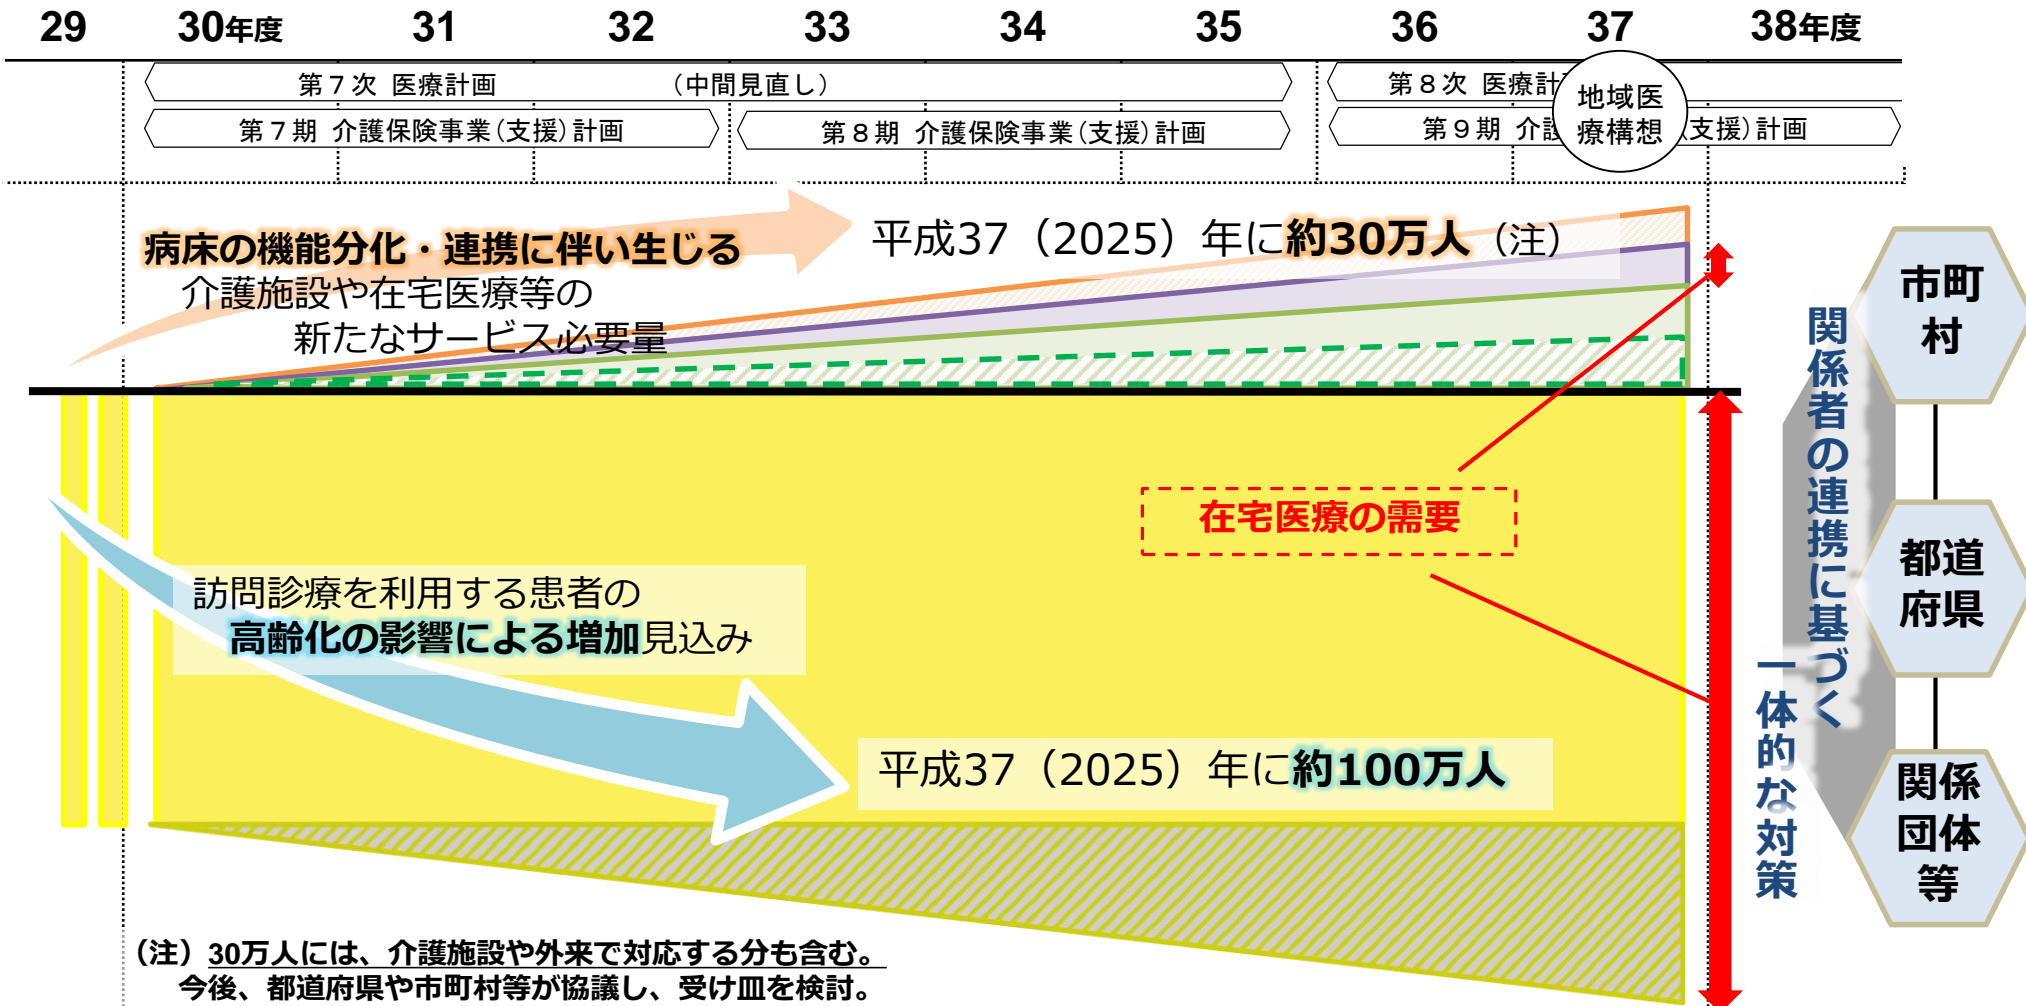 29 30年度 31 32 33 34 35 36 37 38年度
第7次 医療計画 (中間見直し)
第8次 医療計
第7期 介護保険事業(支援)計画
第8期 介護保険事業(支援)計画
第9期 介護 支援)計画
地域医
療構想
病床の機能分化・連携に伴い生じる
介護施設や在宅医療等の
新たなサービス必要量
平成37（2025）年に約30万人（注）
在宅医療の需要
訪問診療を利用する患者の
高齢化の影響による増加見込み
平成37（2025）年に約100万人
関係者の連携に基づく
一体的な対策
市町
村
都道
府県
関係
団体
等
（注）30万人には、介護施設や外来で対応する分も含む。
今後、都道府県や市町村等が協議し、受け皿を検討。